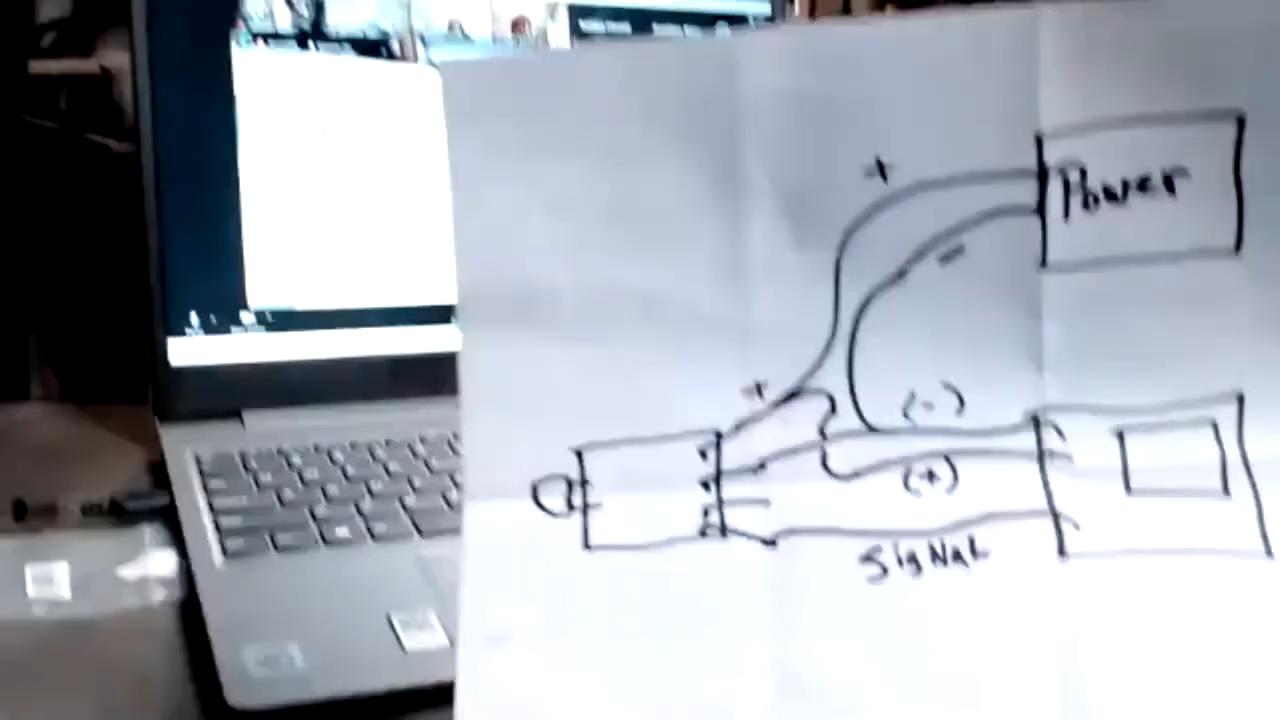 +
Power
-
+
(-)
(+)
SigNaL